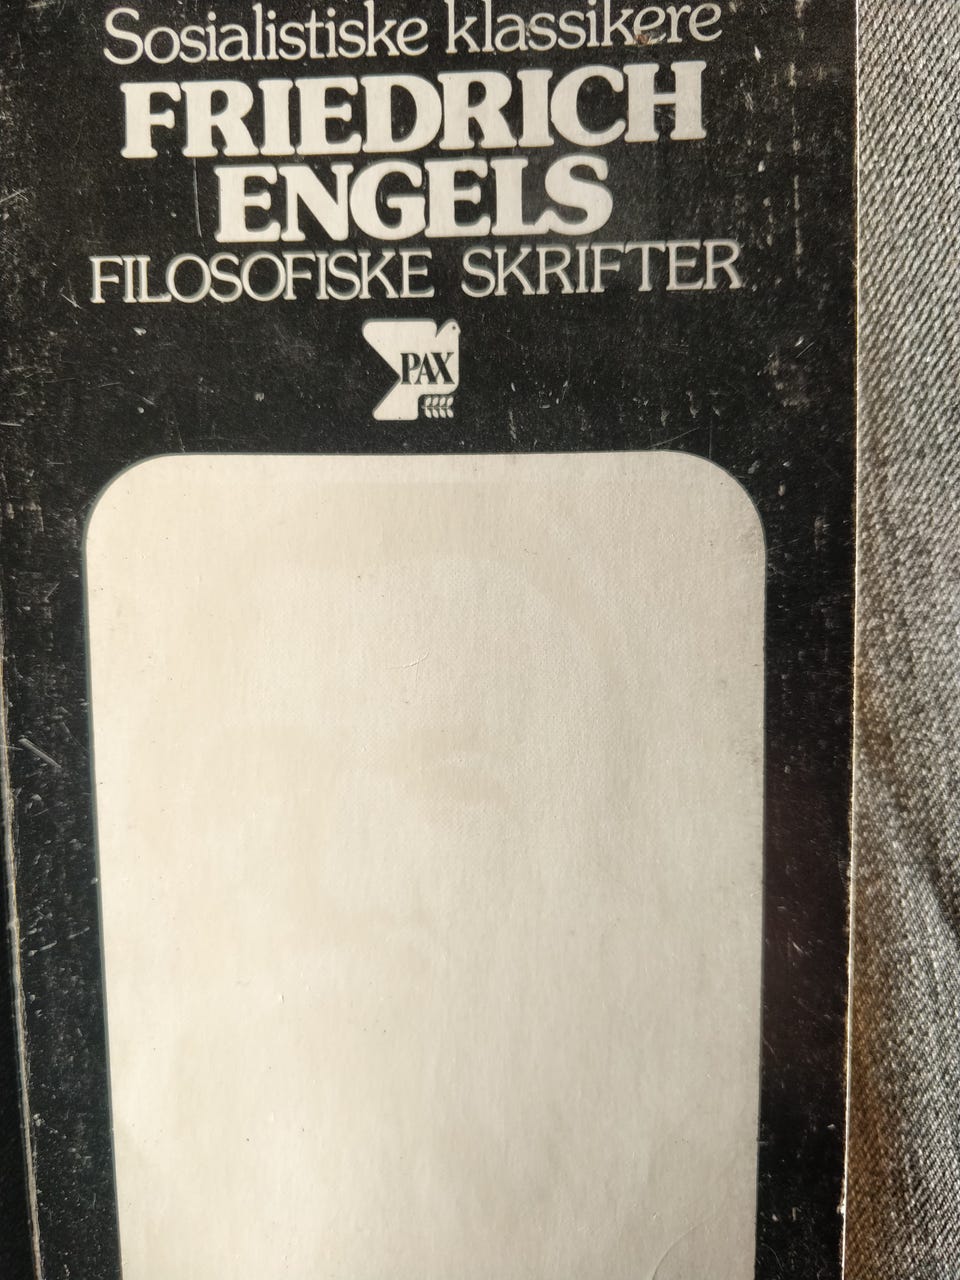 Sosialistiske klassikere
FRIEDRICH
ENGELS
FILOSOFISKE SKRIFTER
PAX